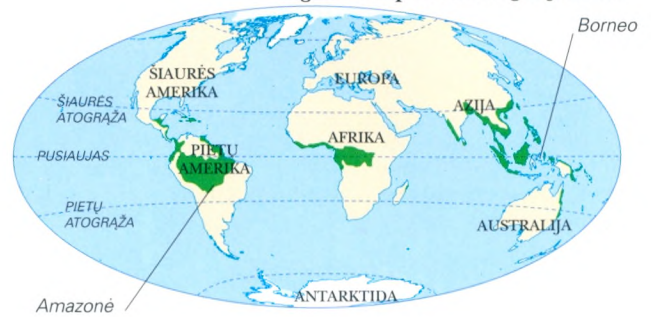 Borneo
ŠIAURĖS
AMERIKA
EUROPA
ŠIAURĖS
ATOGRĄŽA
AZIJA
AFRIKA
PUSIAUJAS
PIETŲ
AMERIKA
PIETŲ
ATOGRĄŽA
AUSTRALIJA
ANTARKTIDA
Amazonė